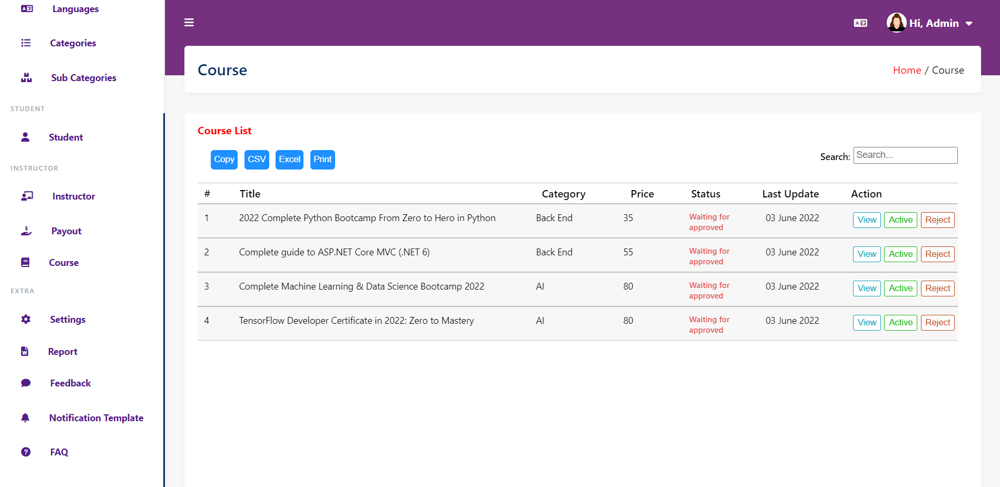 Languages
Categories
Sub Categories
STUDENT
Student
INSTRUCTOR
Instructor
Payout
Course
EXTRA
Settings
Report
Feedback
Notification Template
FAQ
Hi, Admin
Course
Home / Course
Course List
Copy CSV Excel Print
Search: Search...
# Title Category Price Status Last Update Action
1 2022 Complete Python Bootcamp From Zero to Hero in Python Back End 35 Waiting for approved 03 June 2022 View Active Reject
2 Complete guide to ASP.NET Core MVC (.NET 6) Back End 55 Waiting for approved 03 June 2022 View Active Reject
3 Complete Machine Learning & Data Science Bootcamp 2022 AI 80 Waiting for approved 03 June 2022 View Active Reject
4 TensorFlow Developer Certificate in 2022: Zero to Mastery AI 80 Waiting for approved 03 June 2022 View Active Reject